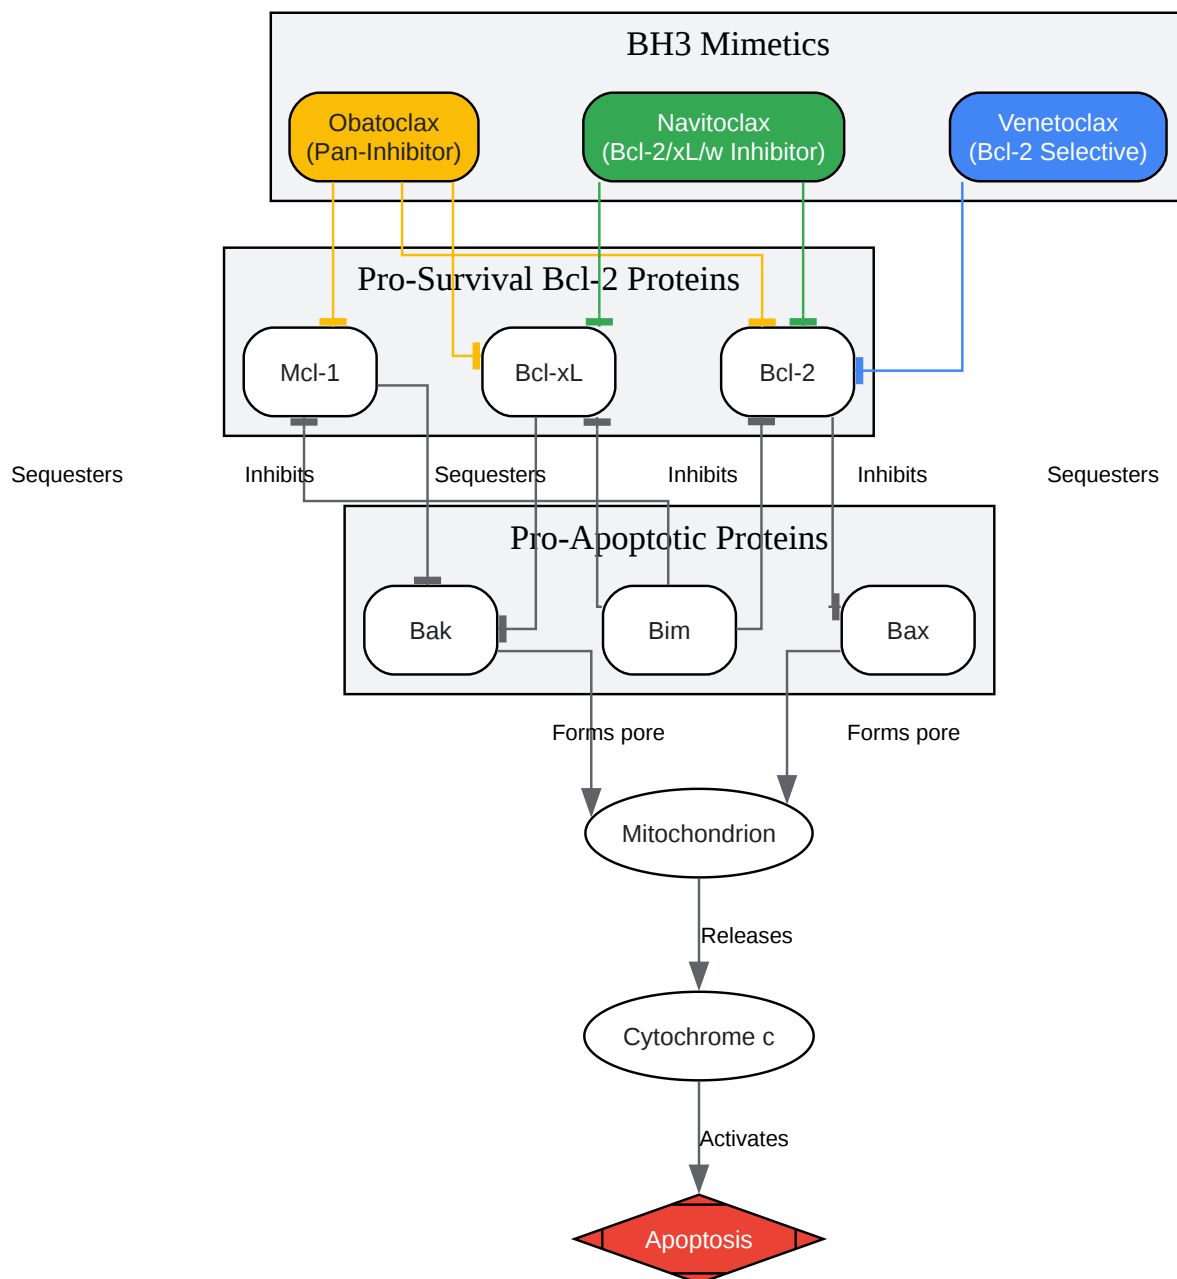 BH3 Mimetics
Obatoclax
(Pan-Inhibitor)
Navitoclax
(Bcl-2/xL/w Inhibitor)
Venetoclax
(Bcl-2 Selective)
Pro-Survival Bcl-2 Proteins
Mcl-1
Bcl-xL
Bcl-2
Sequesters
Inhibits
Sequesters
Inhibits
Inhibits
Sequesters
Pro-Apoptotic Proteins
Bak
Bim
Bax
Forms pore
Forms pore
Mitochondrion
Releases
Cytochrome c
Activates
Apoptosis